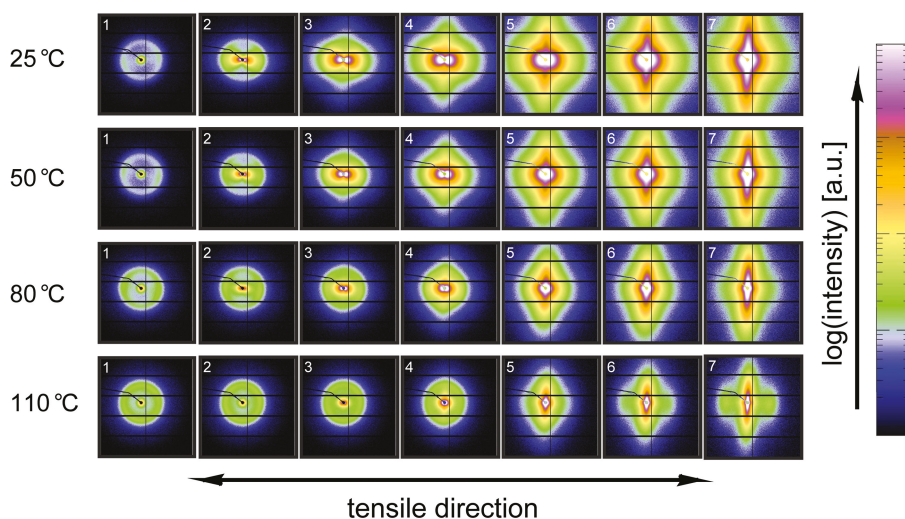 25 °C
1 2 3 4 5 6 7
50 °C
1 2 3 4 5 6 7
80 °C
1 2 3 4 5 6 7
110 °C
1 2 3 4 5 6 7
log(intensity) [a.u.]
tensile direction